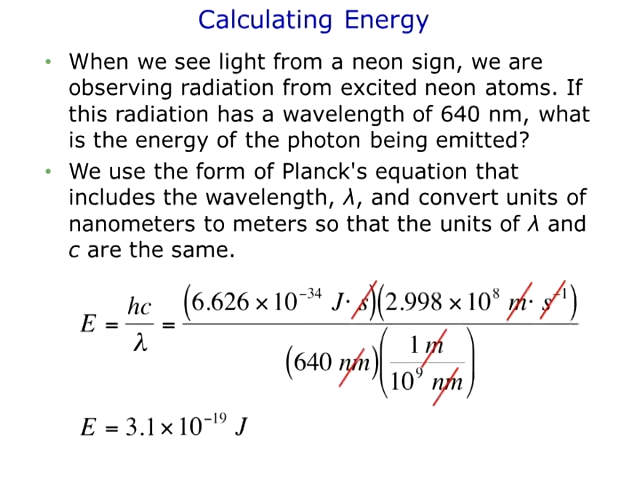 Calculating Energy
• When we see light from a neon sign, we are
observing radiation from excited neon atoms. If
this radiation has a wavelength of 640 nm, what
is the energy of the photon being emitted?
• We use the form of Planck's equation that
includes the wavelength, λ, and convert units of
nanometers to meters so that the units of λ and
c are the same.
E = hc/λ = (6.626 × 10⁻³⁴ J· s)(2.998 × 10⁸ m· s⁻¹) / (640 nm)(1 m / 10⁹ nm)
E = 3.1 × 10⁻¹⁹ J